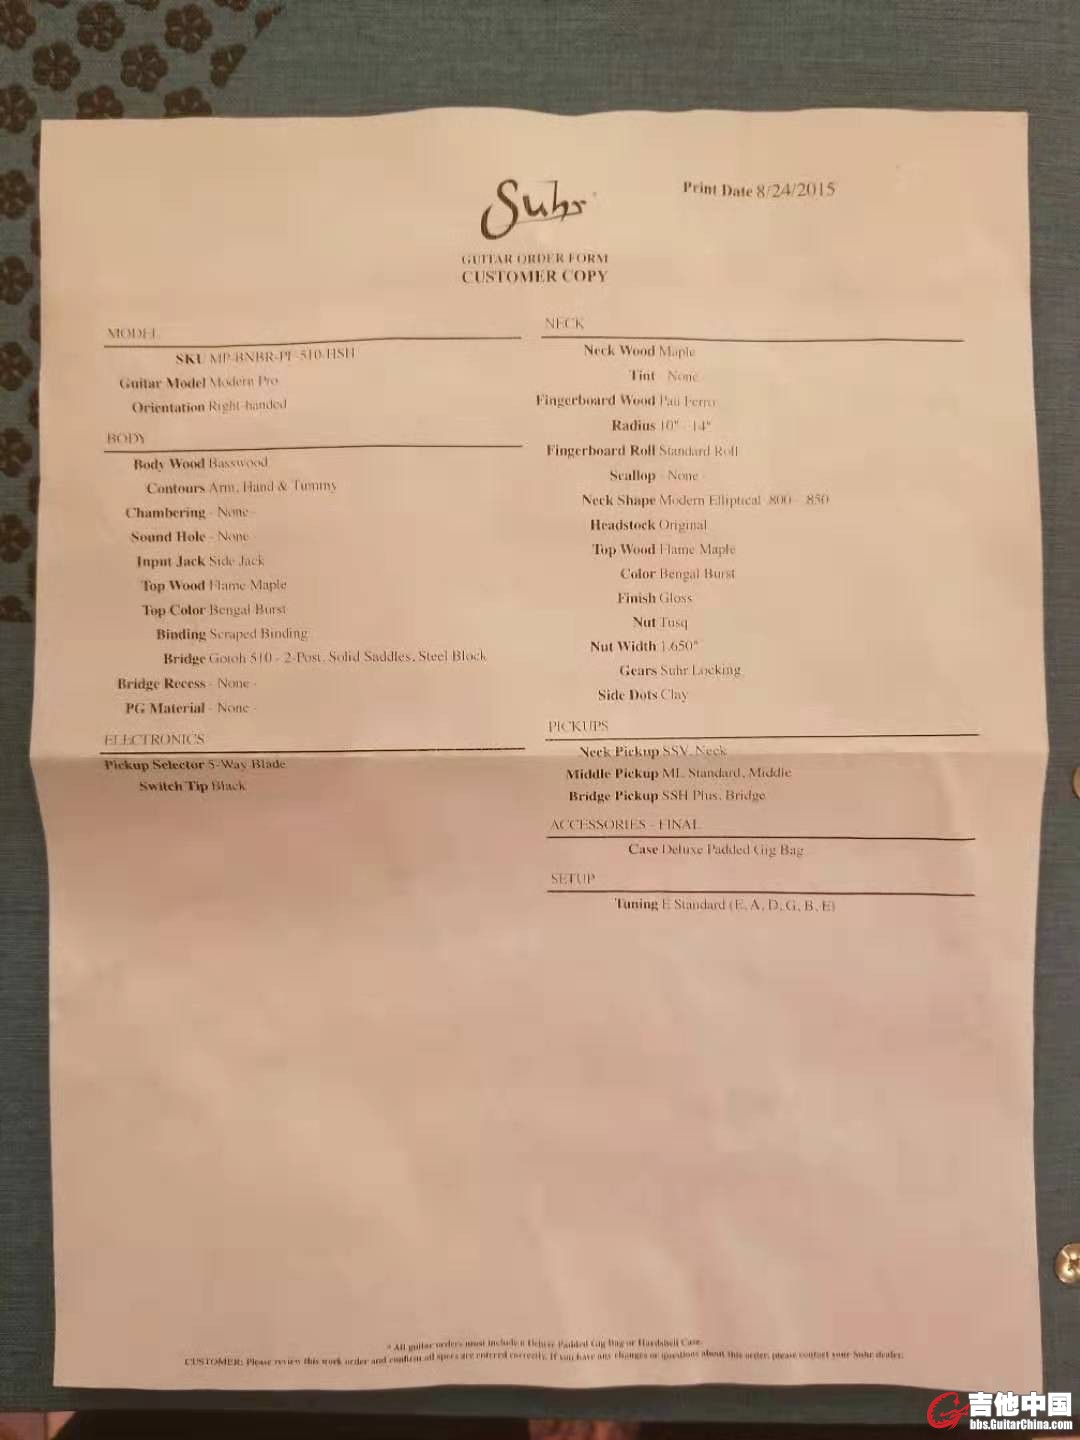 Suhr
Print Date 8/24/2015
GUITAR ORDER FORM
CUSTOMER COPY
MODEL
SKU MP-BNBR-PF-510-HSH
Guitar Model Modern Pro
Orientation Right-handed
BODY
Body Wood Basswood
Contours Arm, Hand & Tummy
Chambering - None -
Sound Hole - None
Input Jack Side Jack
Top Wood Flame Maple
Top Color Bengal Burst
Binding Scraped Binding
Bridge Gotoh 510 - 2-Post, Solid Saddles, Steel Block
Bridge Recess - None -
PG Material - None -
ELECTRONICS
Pickup Selector 5-Way Blade
Switch Tip Black
NECK
Neck Wood Maple
Tint - None
Fingerboard Wood Pau Ferro
Radius 10" - 14"
Fingerboard Roll Standard Roll
Scallop - None -
Neck Shape Modern Elliptical .800 - .850
Headstock Original
Top Wood Flame Maple
Color Bengal Burst
Finish Gloss
Nut Tusq
Nut Width 1.650"
Gears Suhr Locking
Side Dots Clay
PICKUPS
Neck Pickup SSV, Neck
Middle Pickup ML Standard, Middle
Bridge Pickup SSH Plus, Bridge
ACCESSORIES - FINAL
Case Deluxe Padded Gig Bag
SETUP
Tuning E Standard (E, A, D, G, B, E)
* All guitar orders must include a Deluxe Padded Gig Bag or Hardshell Case.
CUSTOMER: Please review this work order and confirm all specs are entered correctly. If you have any changes or questions about this order, please contact your Suhr dealer.
吉他中国
bbs.GuitarChina.com